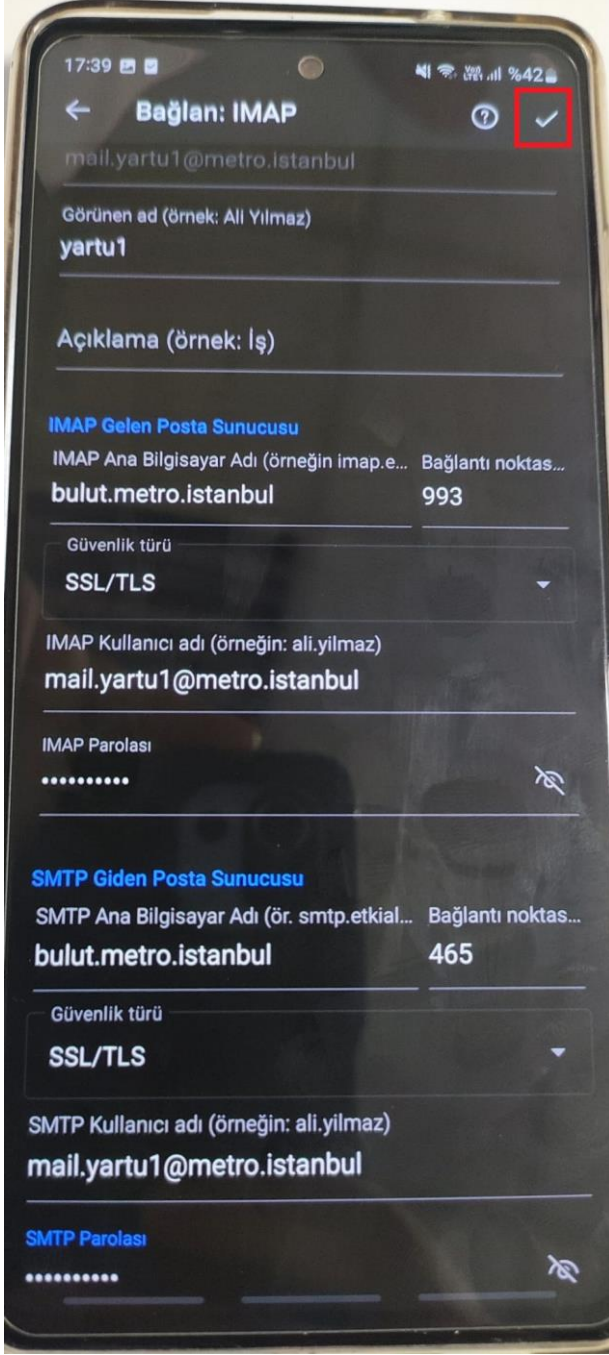 17:39 %42
Bağlan: IMAP
mail.yartu1@metro.istanbul
Görünen ad (örnek: Ali Yılmaz)
yartu1
Açıklama (örnek: İş)
IMAP Gelen Posta Sunucusu
IMAP Ana Bilgisayar Adı (örneğin imap.e... Bağlantı noktas...
bulut.metro.istanbul 993
Güvenlik türü
SSL/TLS
IMAP Kullanıcı adı (örneğin: ali.yilmaz)
mail.yartu1@metro.istanbul
IMAP Parolası
••••••••••
SMTP Giden Posta Sunucusu
SMTP Ana Bilgisayar Adı (ör. smtp.etkial... Bağlantı noktas...
bulut.metro.istanbul 465
Güvenlik türü
SSL/TLS
SMTP Kullanıcı adı (örneğin: ali.yilmaz)
mail.yartu1@metro.istanbul
SMTP Parolası
••••••••••